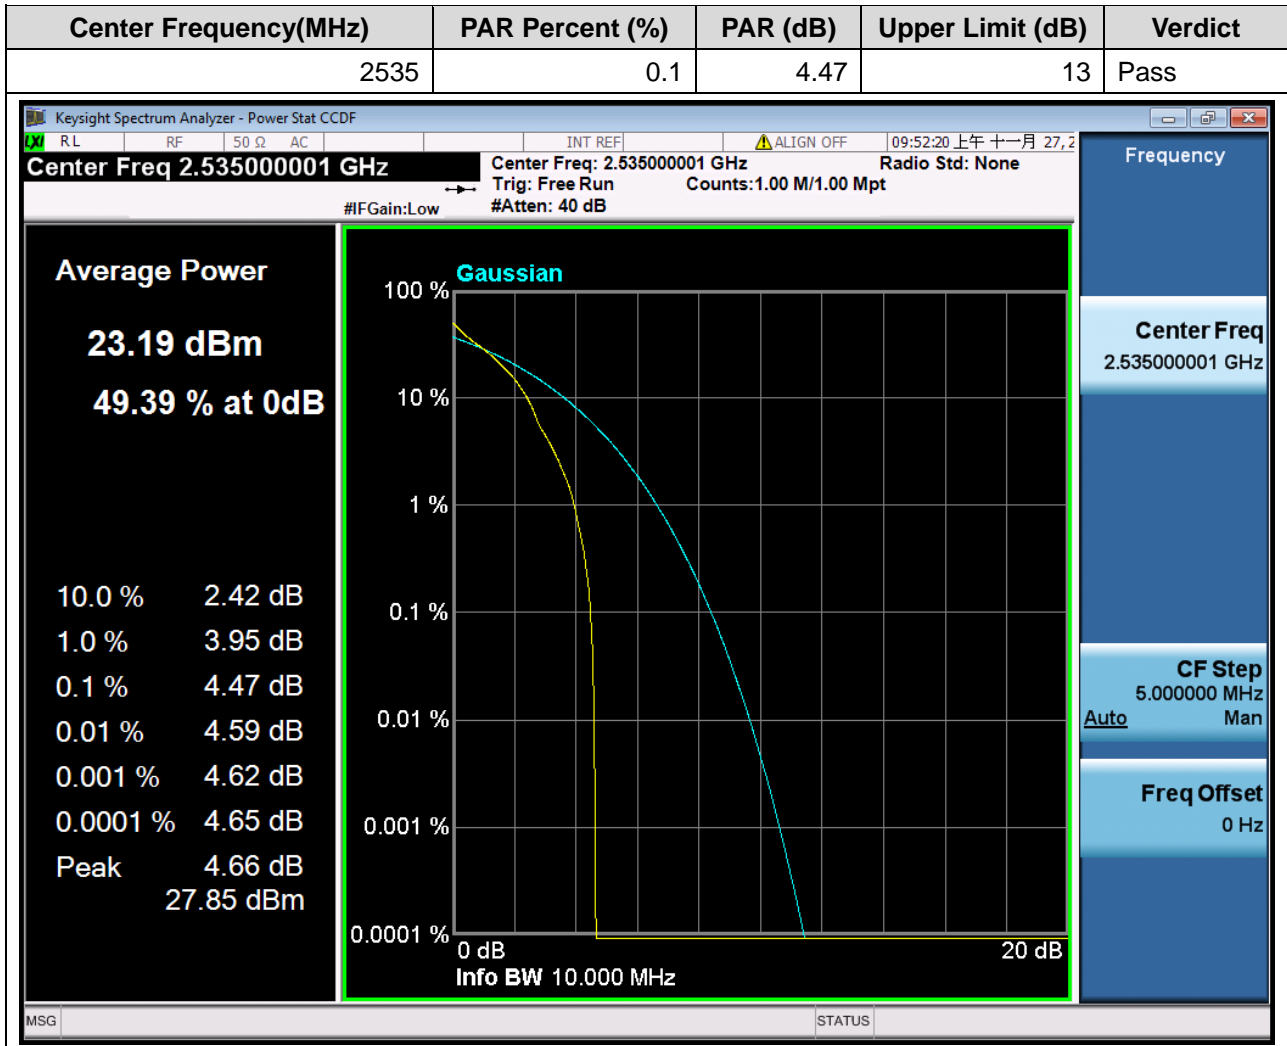 Center Frequency(MHz) PAR Percent (%) PAR (dB) Upper Limit (dB) Verdict
2535 0.1 4.47 13 Pass
Keysight Spectrum Analyzer - Power Stat CCDF
LXI RL RF 50 Ω AC INT REF ALIGN OFF 09:52:20 上午 十一月 27, 2
Center Freq 2.535000001 GHz
#IFGain:Low
Center Freq: 2.535000001 GHz Radio Std: None
Trig: Free Run Counts:1.00 M/1.00 Mpt
#Atten: 40 dB
Average Power
23.19 dBm
49.39 % at 0dB
10.0 % 2.42 dB
1.0 % 3.95 dB
0.1 % 4.47 dB
0.01 % 4.59 dB
0.001 % 4.62 dB
0.0001 % 4.65 dB
Peak 4.66 dB
27.85 dBm
Gaussian
100 %
10 %
1 %
0.1 %
0.01 %
0.001 %
0.0001 %
0 dB 20 dB
Info BW 10.000 MHz
Frequency
Center Freq
2.535000001 GHz
CF Step
5.000000 MHz
Auto Man
Freq Offset
0 Hz
MSG STATUS